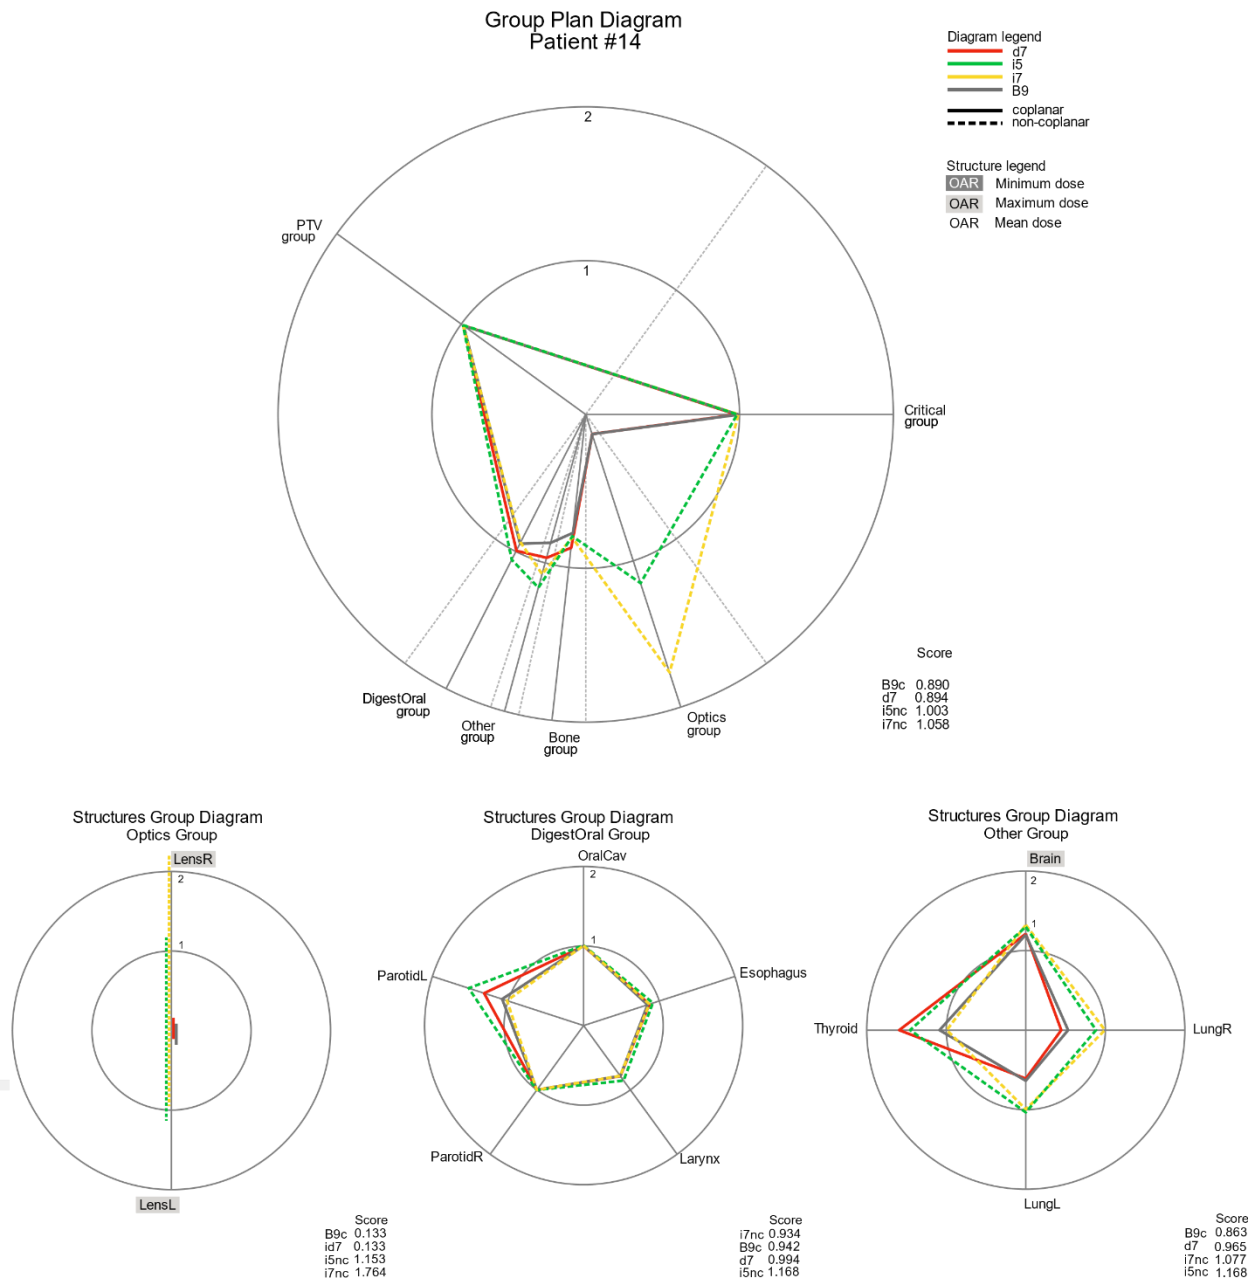 Group Plan Diagram
Patient #14
Diagram legend
d7
i5
i7
B9
coplanar
non-coplanar
Structure legend
OAR Minimum dose
OAR Maximum dose
OAR Mean dose
2
1
PTV
group
Critical
group
DigestOral
group
Other
group
Bone
group
Optics
group
Score
B9c 0.890
d7 0.894
i5nc 1.003
i7nc 1.058
Structures Group Diagram
Optics Group
LensR
2
1
LensL
Score
B9c 0.133
id7 0.133
i5nc 1.153
i7nc 1.764
Structures Group Diagram
DigestOral Group
OralCav
2
1
ParotidL
Esophagus
ParotidR
Larynx
Score
i7nc 0.934
B9c 0.942
d7 0.994
i5nc 1.168
Structures Group Diagram
Other Group
Brain
2
1
Thyroid
LungR
LungL
Score
B9c 0.863
d7 0.965
i7nc 1.077
i5nc 1.168